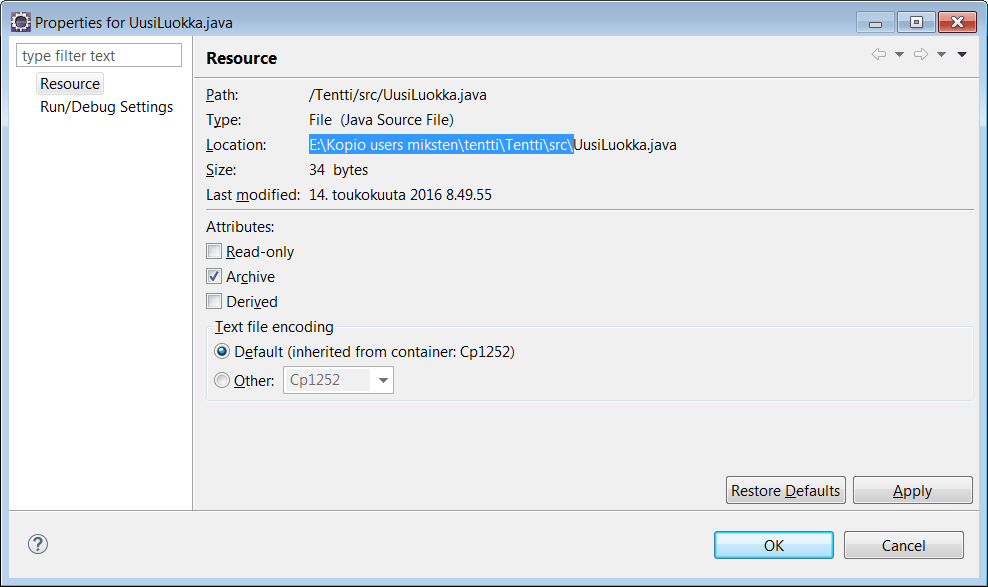 Properties for UusiLuokka.java
type filter text
Resource
Run/Debug Settings
Resource
Path: /Tentti/src/UusiLuokka.java
Type: File (Java Source File)
Location: E:\Kopio users miksten\tentti\Tentti\src\UusiLuokka.java
Size: 34 bytes
Last modified: 14. toukokuuta 2016 8.49.55
Attributes:
Read-only
Archive
Derived
Text file encoding
Default (inherited from container: Cp1252)
Other: Cp1252
Restore Defaults Apply
? OK Cancel